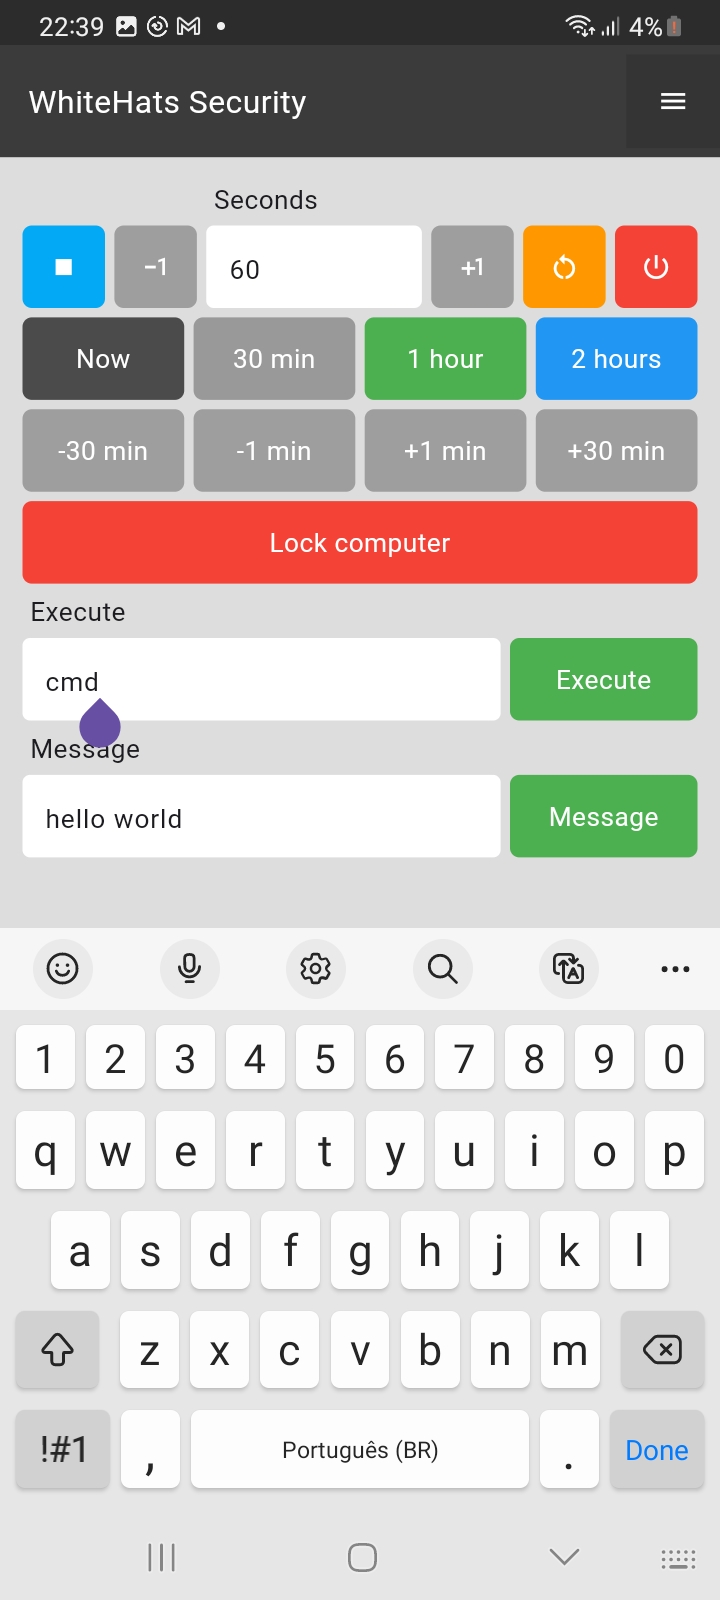 22:39 4%
WhiteHats Security
Seconds
−1 60 +1
Now 30 min 1 hour 2 hours
-30 min -1 min +1 min +30 min
Lock computer
Execute
cmd Execute
Message
hello world Message
1 2 3 4 5 6 7 8 9 0
q w e r t y u i o p
a s d f g h j k l
z x c v b n m
!#1 , Português (BR) . Done